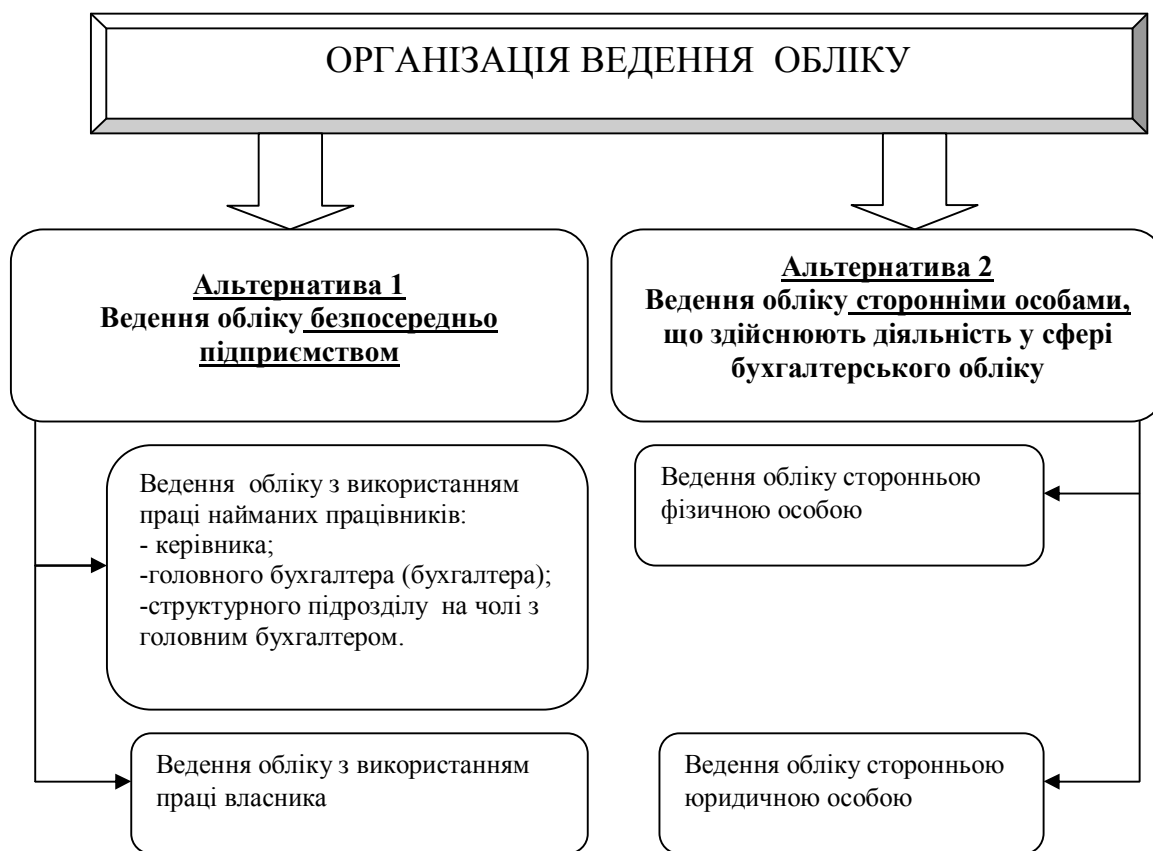 ОРГАНІЗАЦІЯ ВЕДЕННЯ ОБЛІКУ
Альтернатива 1
Ведення обліку безпосередньо
підприємством
Альтернатива 2
Ведення обліку сторонніми особами,
що здійснюють діяльність у сфері
бухгалтерського обліку
Ведення обліку з використанням
праці найманих працівників:
- керівника;
-головного бухгалтера (бухгалтера);
-структурного підрозділу на чолі з
головним бухгалтером.
Ведення обліку сторонньою
фізичною особою
Ведення обліку з використанням
праці власника
Ведення обліку сторонньою
юридичною особою